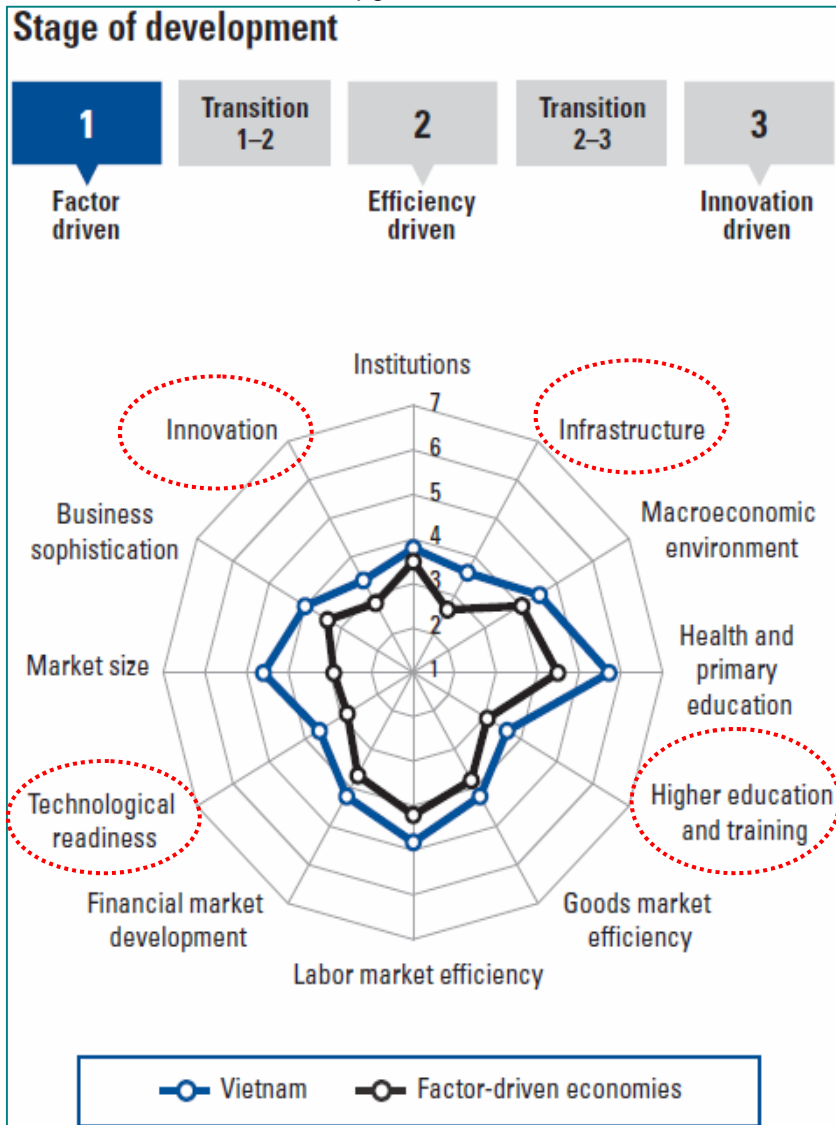 Stage of development
1
Transition
1–2
2
Transition
2–3
3
Factor
driven
Efficiency
driven
Innovation
driven
Institutions
7
Innovation
Infrastructure
6
5
Business
sophistication
Macroeconomic
environment
4
3
2
Market size
1
Health and
primary
education
Technological
readiness
Higher education
and training
Financial market
development
Goods market
efficiency
Labor market efficiency
Vietnam
Factor-driven economies